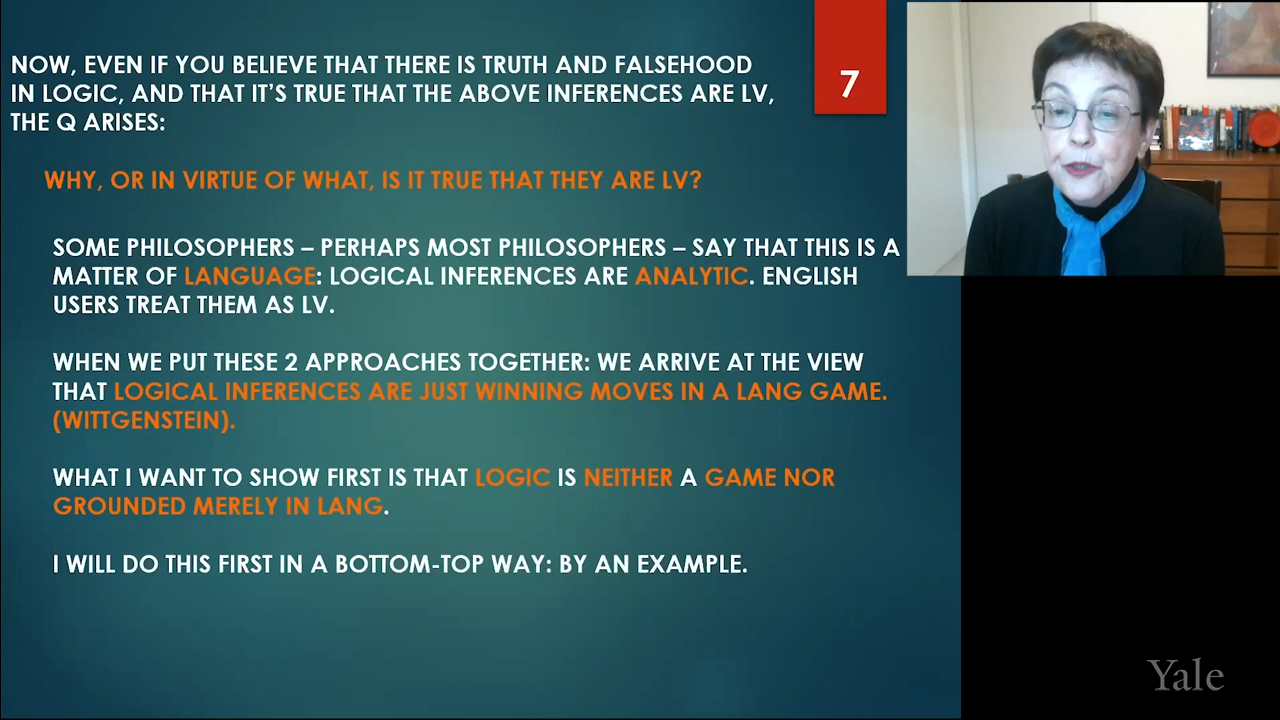 NOW, EVEN IF YOU BELIEVE THAT THERE IS TRUTH AND FALSEHOOD
IN LOGIC, AND THAT IT'S TRUE THAT THE ABOVE INFERENCES ARE LV,
THE Q ARISES:
7
WHY, OR IN VIRTUE OF WHAT, IS IT TRUE THAT THEY ARE LV?
SOME PHILOSOPHERS – PERHAPS MOST PHILOSOPHERS – SAY THAT THIS IS A
MATTER OF LANGUAGE: LOGICAL INFERENCES ARE ANALYTIC. ENGLISH
USERS TREAT THEM AS LV.
WHEN WE PUT THESE 2 APPROACHES TOGETHER: WE ARRIVE AT THE VIEW
THAT LOGICAL INFERENCES ARE JUST WINNING MOVES IN A LANG GAME.
(WITTGENSTEIN).
WHAT I WANT TO SHOW FIRST IS THAT LOGIC IS NEITHER A GAME NOR
GROUNDED MERELY IN LANG.
I WILL DO THIS FIRST IN A BOTTOM-TOP WAY: BY AN EXAMPLE.
Yale